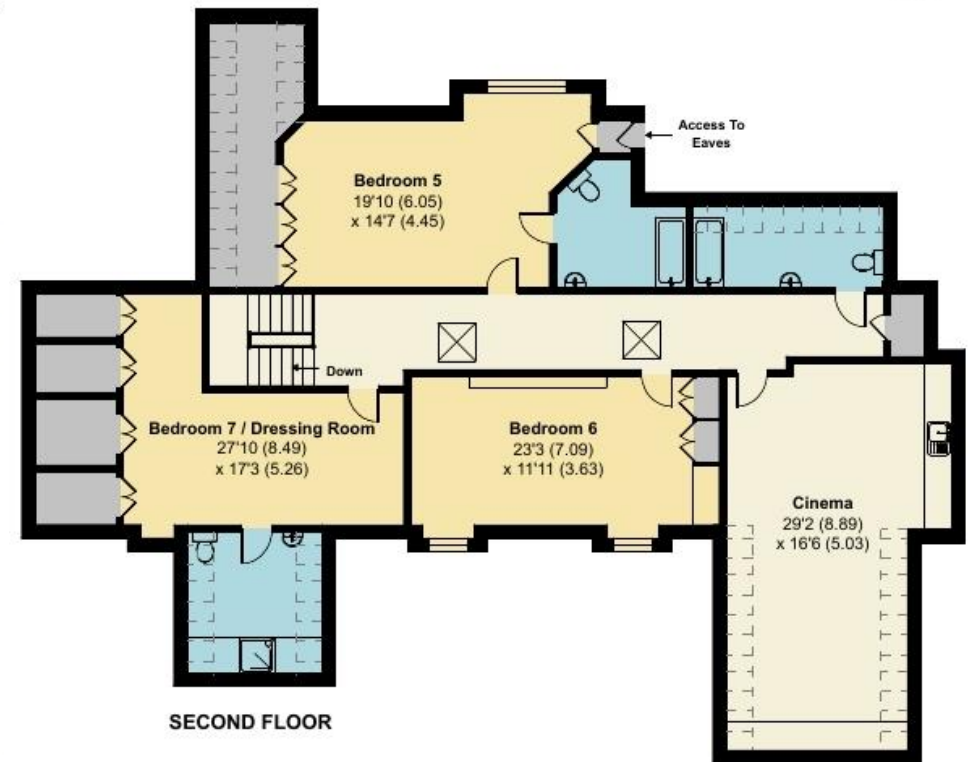 Access To
Eaves
Bedroom 5
19'10 (6.05)
x 14'7 (4.45)
Down
Bedroom 7 / Dressing Room
27'10 (8.49)
x 17'3 (5.26)
Bedroom 6
23'3 (7.09)
x 11'11 (3.63)
Cinema
29'2 (8.89)
x 16'6 (5.03)
SECOND FLOOR